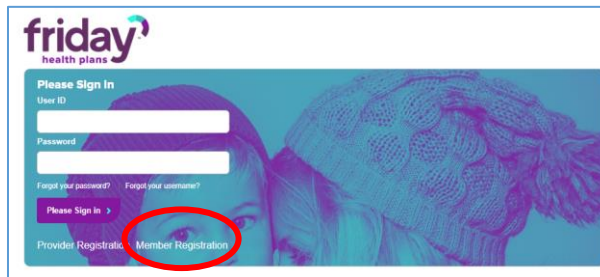 friday
health plans
Please Sign in
User ID
Password
Forgot your password? Forgot your username?
Please Sign in >
Provider Registration Member Registration